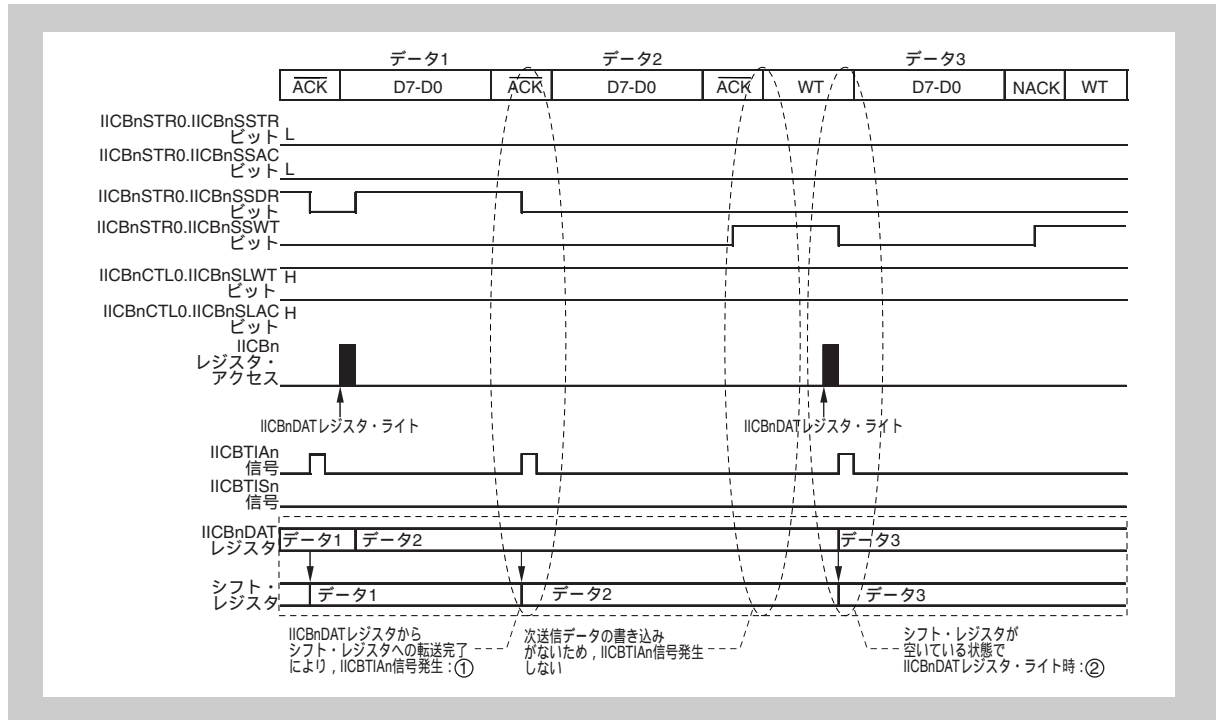 データ1 データ2 データ3
ACK D7-D0 ACK D7-D0 ACK WT D7-D0 NACK WT
IICBnSTR0.IICBnSSTR
ビット L
IICBnSTR0.IICBnSSAC
ビット L
IICBnSTR0.IICBnSSDR
ビット
IICBnSTR0.IICBnSSWT
ビット
IICBnCTL0.IICBnSLWT H
ビット
IICBnCTL0.IICBnSLAC H
ビット
IICBn
レジスタ・
アクセス
IICBnDATレジスタ・ライト IICBnDATレジスタ・ライト
IICBTIAn
信号
IICBTISn
信号
IICBnDAT
レジスタ データ1 データ2 データ3
シフト・
レジスタ データ1 データ2 データ3
IICBnDATレジスタから
シフト・レジスタへの転送完了
により，IICBTIAn信号発生：①
次送信データの書き込み
がないため，IICBTIAn信号発生
しない
シフト・レジスタが
空いている状態で
IICBnDATレジスタ・ライト時：②